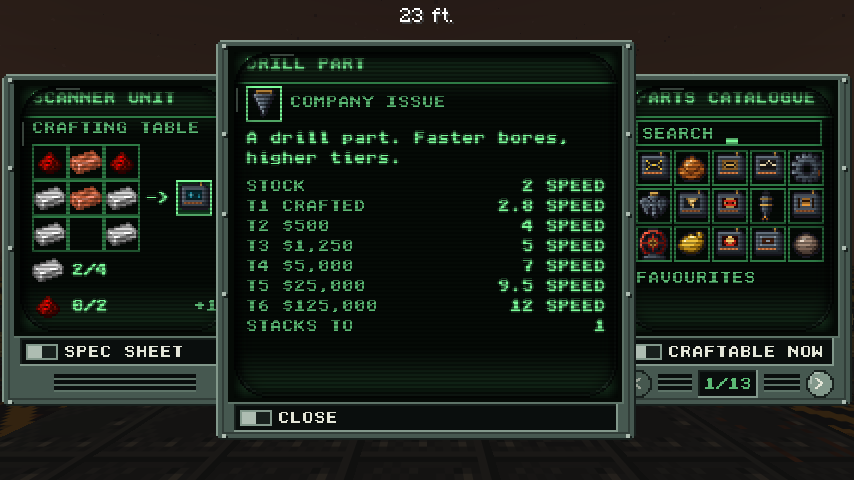 23 ft.
SCANNER UNIT
CRAFTING TABLE
2/4
0/2
+1
SPEC SHEET
DRILL PART
COMPANY ISSUE
A drill part. Faster bores,
higher tiers.
STOCK 2 SPEED
T1 CRAFTED 2.8 SPEED
T2 $500 4 SPEED
T3 $1,250 5 SPEED
T4 $5,000 7 SPEED
T5 $25,000 9.5 SPEED
T6 $125,000 12 SPEED
STACKS TO 1
CLOSE
PARTS CATALOGUE
SEARCH
FAVOURITES
CRAFTABLE NOW
1/13